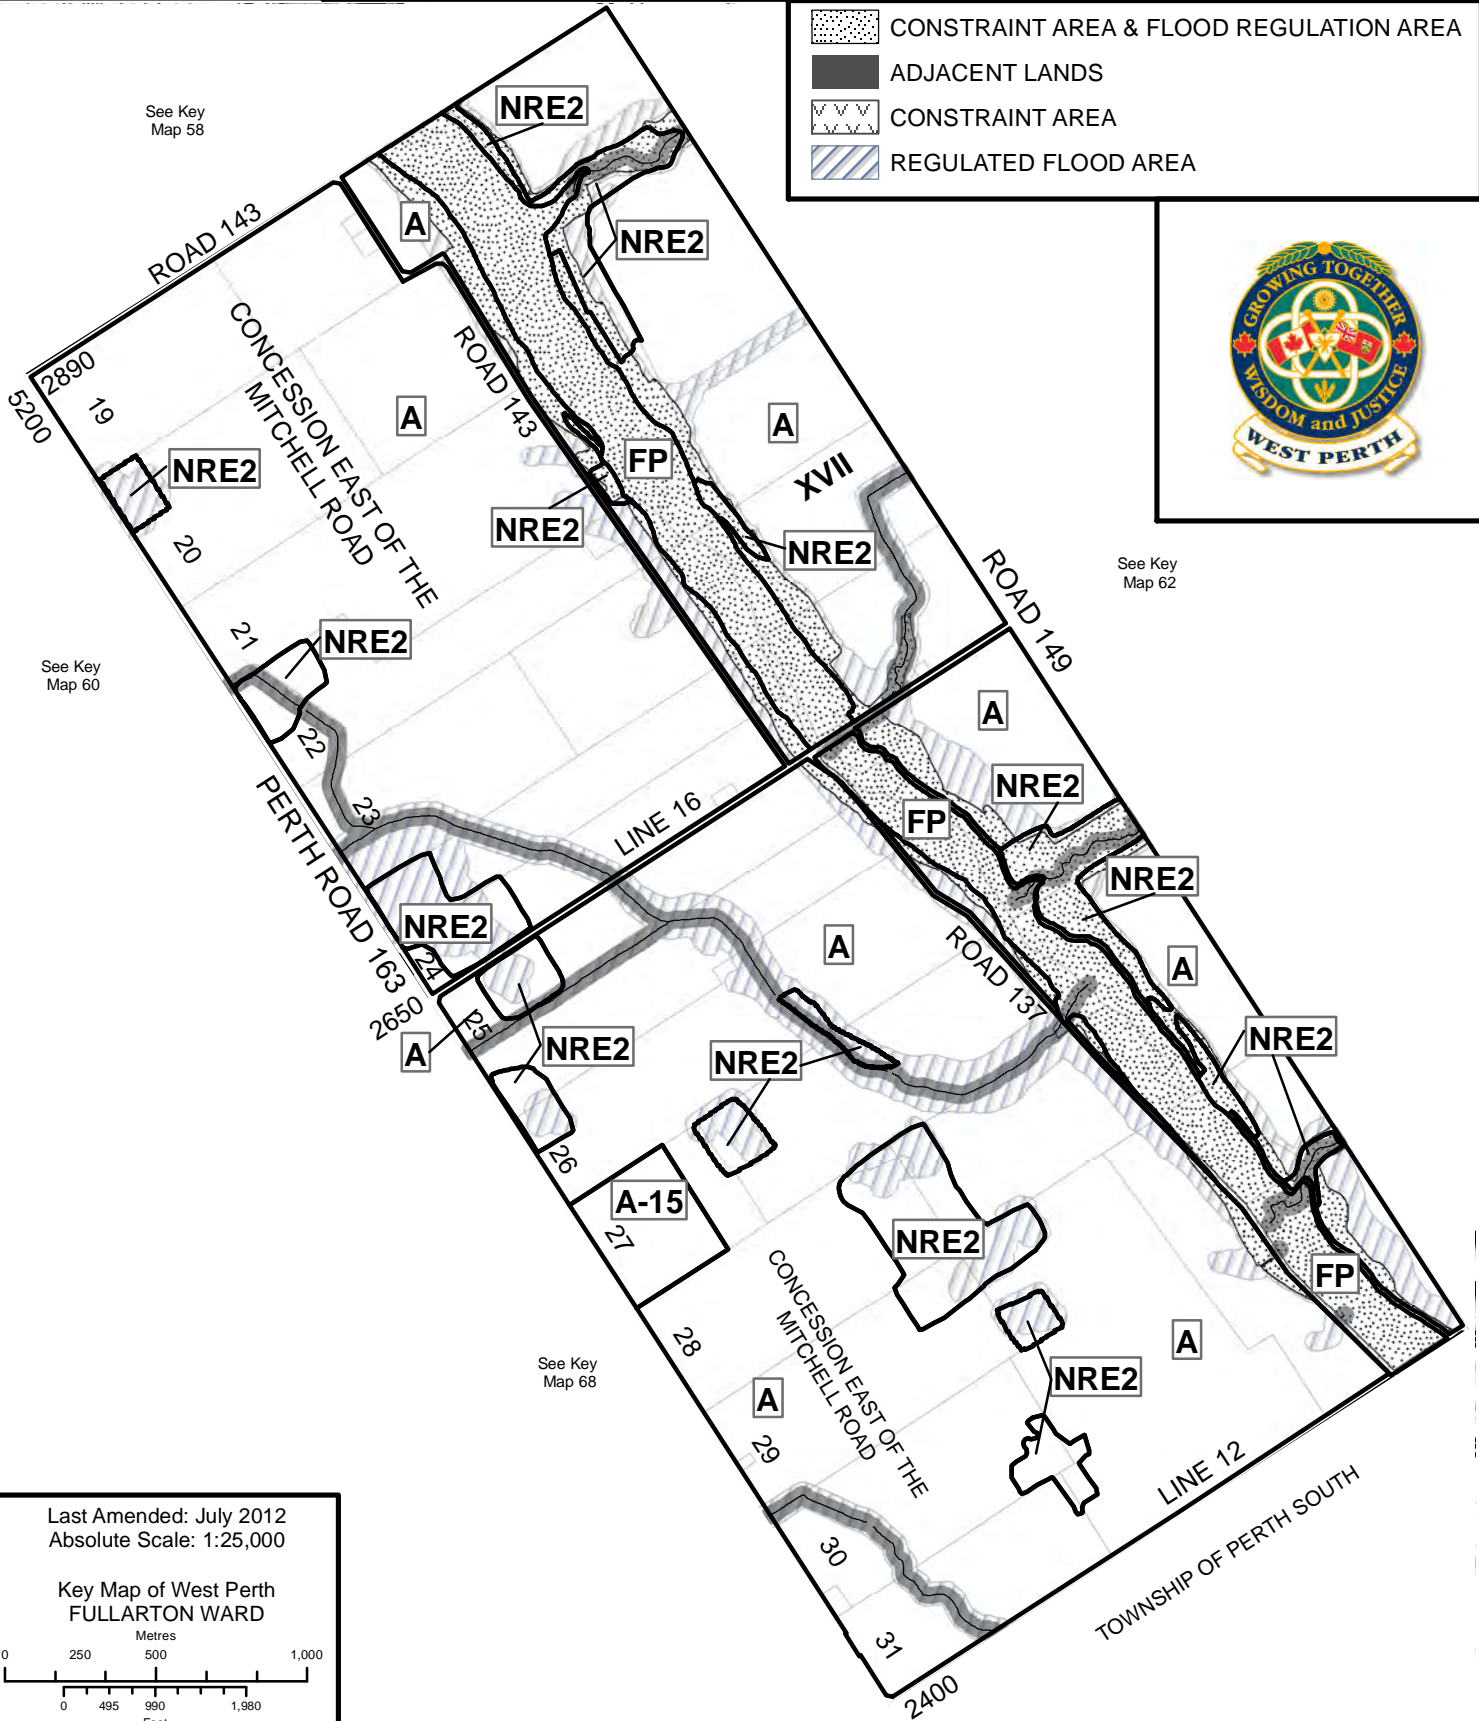 CONSTRAINT AREA & FLOOD REGULATION AREA
ADJACENT LANDS
CONSTRAINT AREA
REGULATED FLOOD AREA
GROWING TOGETHER
WISDOM and JUSTICE
WEST PERTH
See Key
Map 58
NRE2
A
NRE2
ROAD 143
CONCESSION EAST OF THE
MITCHELL ROAD
ROAD 143
2890
5200
19
A
A
FP
XVII
NRE2
NRE2
NRE2
20
See Key
Map 62
ROAD 149
21
NRE2
See Key
Map 60
A
22
NRE2
23
LINE 16
FP
PERTH ROAD 163
NRE2
NRE2
A
ROAD 137
A
24
2650
25
A
NRE2
NRE2
NRE2
26
A-15
27
NRE2
CONCESSION EAST OF THE
MITCHELL ROAD
FP
28
A
See Key
Map 68
NRE2
A
29
LINE 12
TOWNSHIP OF PERTH SOUTH
30
31
2400
Last Amended: July 2012
Absolute Scale: 1:25,000
Key Map of West Perth
FULLARTON WARD
Metres
0 250 500 1,000
0 495 990 1,980